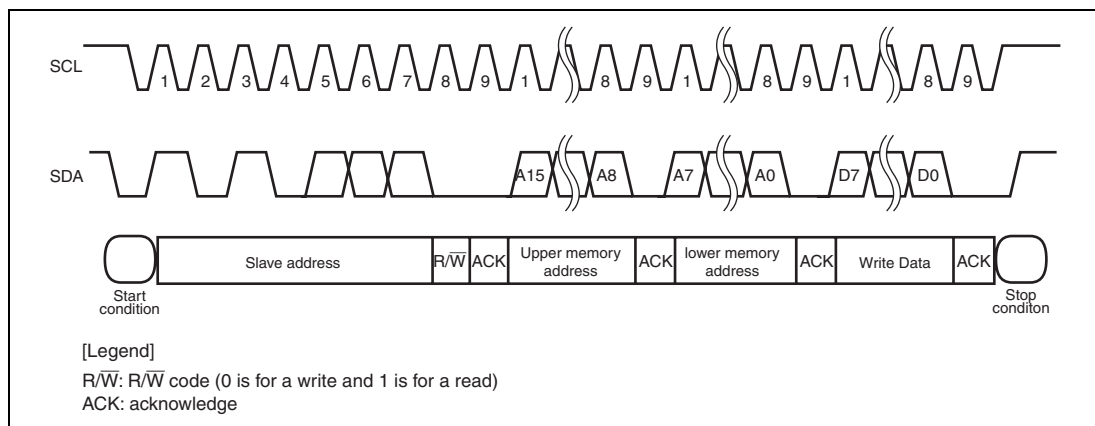 SCL
1 2 3 4 5 6 7 8 9 1 8 9 1 8 9 1 8 9
SDA
A15 A8 A7 A0 D7 D0
Slave address R/W̅ ACK Upper memory address ACK lower memory address ACK Write Data ACK
Start condition
Stop conditon
[Legend]
R/W̅: R/W̅ code (0 is for a write and 1 is for a read)
ACK: acknowledge